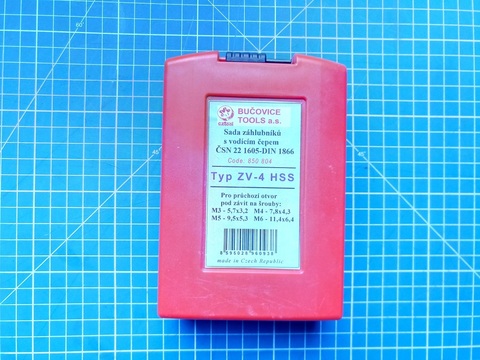 BUČOVICE
TOOLS a.s.
Sada záhlubníků
s vodicím čepem
ČSN 22 1605-DIN 1866
Code. 850 804
Typ ZV-4 HSS
Pro průchozí otvor
pod závit na šrouby:
M3 - 5,7x3,2 M4 - 7,8x4,3
M5 - 9,5x5,3 M6 - 11,4x6,4
made in Czech Republic